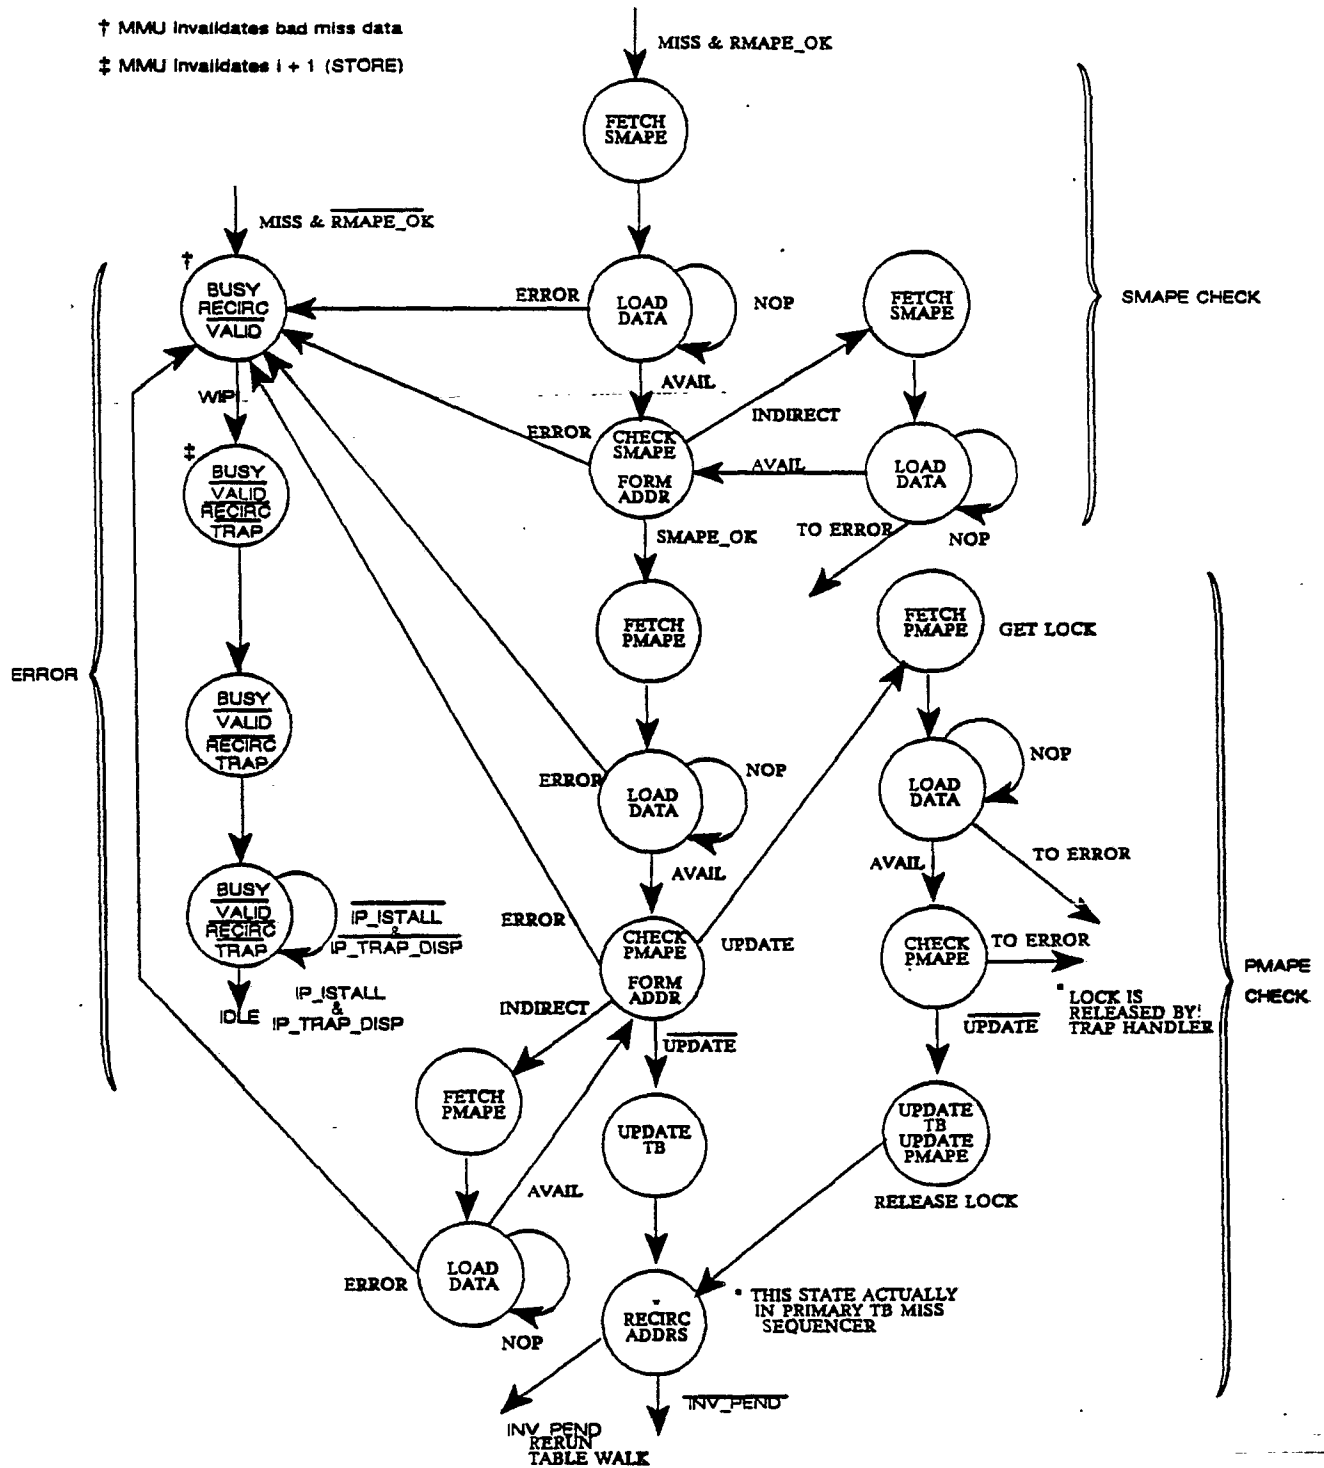 † MMU invalidates bad miss data
‡ MMU invalidates i + 1 (STORE)
MISS & RMAPE_OK
FETCH
SMAPE
MISS & RMAPE_OK
†
BUSY
RECIRC
VALID
ERROR
LOAD
DATA
NOP
FETCH
SMAPE
SMAPE CHECK
WIP
AVAIL
ERROR
CHECK
SMAPE
FORM
ADDR
INDIRECT
AVAIL
LOAD
DATA
NOP
TO ERROR
‡
BUSY
VALID
RECIRC
TRAP
SMAPE_OK
FETCH
PMAPE
FETCH
PMAPE
GET LOCK
ERROR
BUSY
VALID
RECIRC
TRAP
ERROR
LOAD
DATA
NOP
LOAD
DATA
NOP
AVAIL
AVAIL
TO ERROR
BUSY
VALID
RECIRC
TRAP
IP_ISTALL
&
IP_TRAP_DISP
ERROR
CHECK
PMAPE
FORM
ADDR
UPDATE
CHECK
PMAPE
TO ERROR
PMAPE
CHECK.
IDLE
IP_ISTALL
&
IP_TRAP_DISP
INDIRECT
UPDATE
UPDATE
* LOCK IS
RELEASED BY
TRAP HANDLER
FETCH
PMAPE
UPDATE
TB
UPDATE
TB
UPDATE
PMAPE
RELEASE LOCK
AVAIL
ERROR
LOAD
DATA
NOP
*
RECIRC
ADDRS
* THIS STATE ACTUALLY
IN PRIMARY TB MISS
SEQUENCER
INV_PEND
INV_PEND
RERUN
TABLE WALK